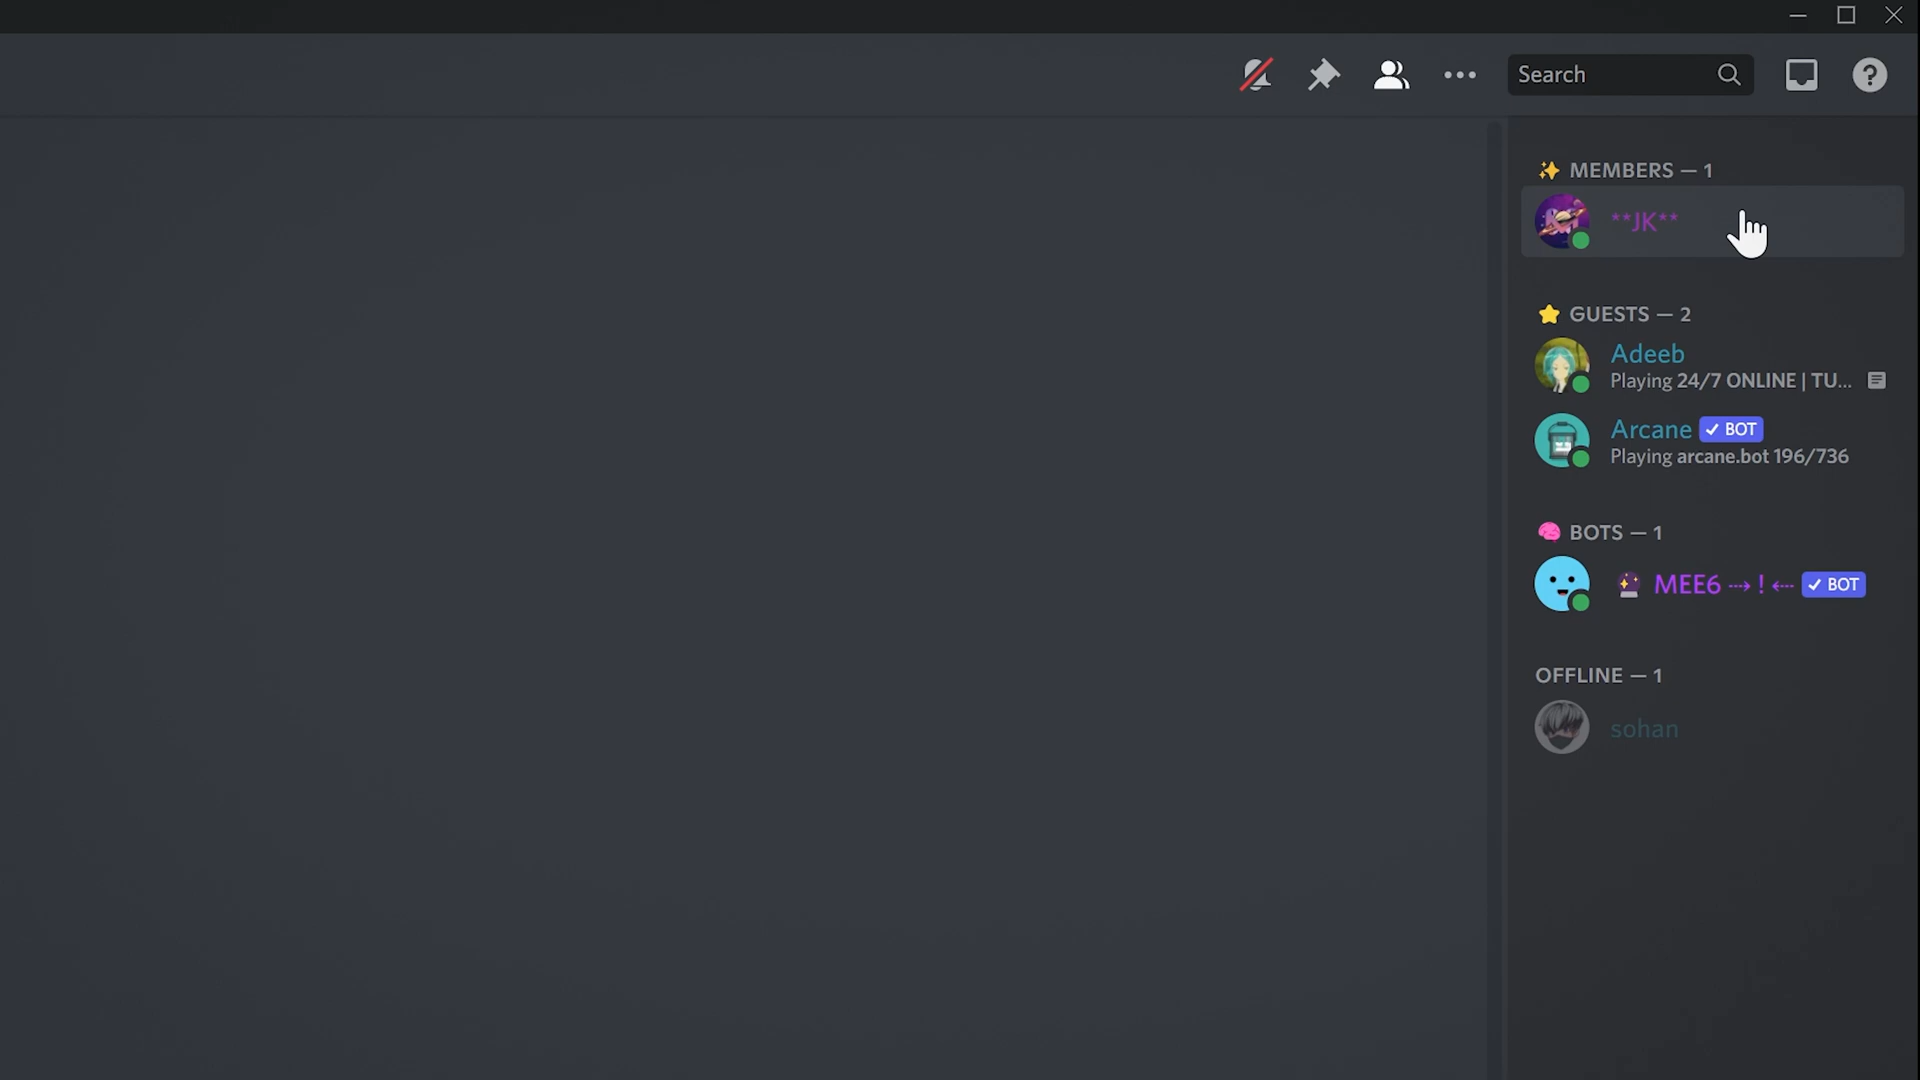 Search
✨ MEMBERS — 1
**JK**
⭐ GUESTS — 2
Adeeb
Playing 24/7 ONLINE | TU...
Arcane ✓ BOT
Playing arcane.bot 196/736
🧠 BOTS — 1
🔮 MEE6 ⤑ ! ⬸ ✓ BOT
OFFLINE — 1
sohan